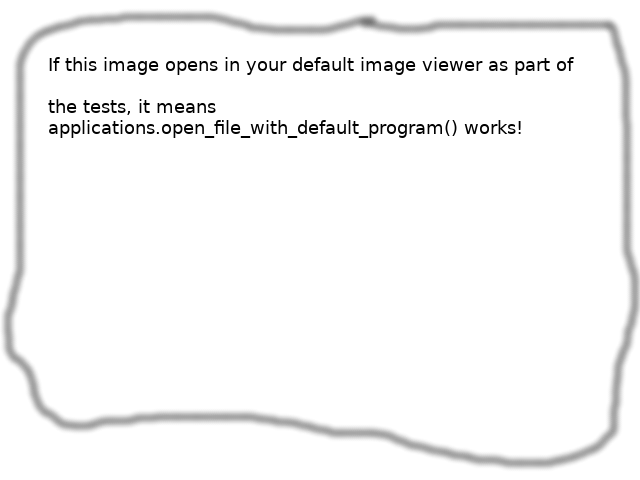 If this image opens in your default image viewer as part of
the tests, it means
applications.open_file_with_default_program() works!